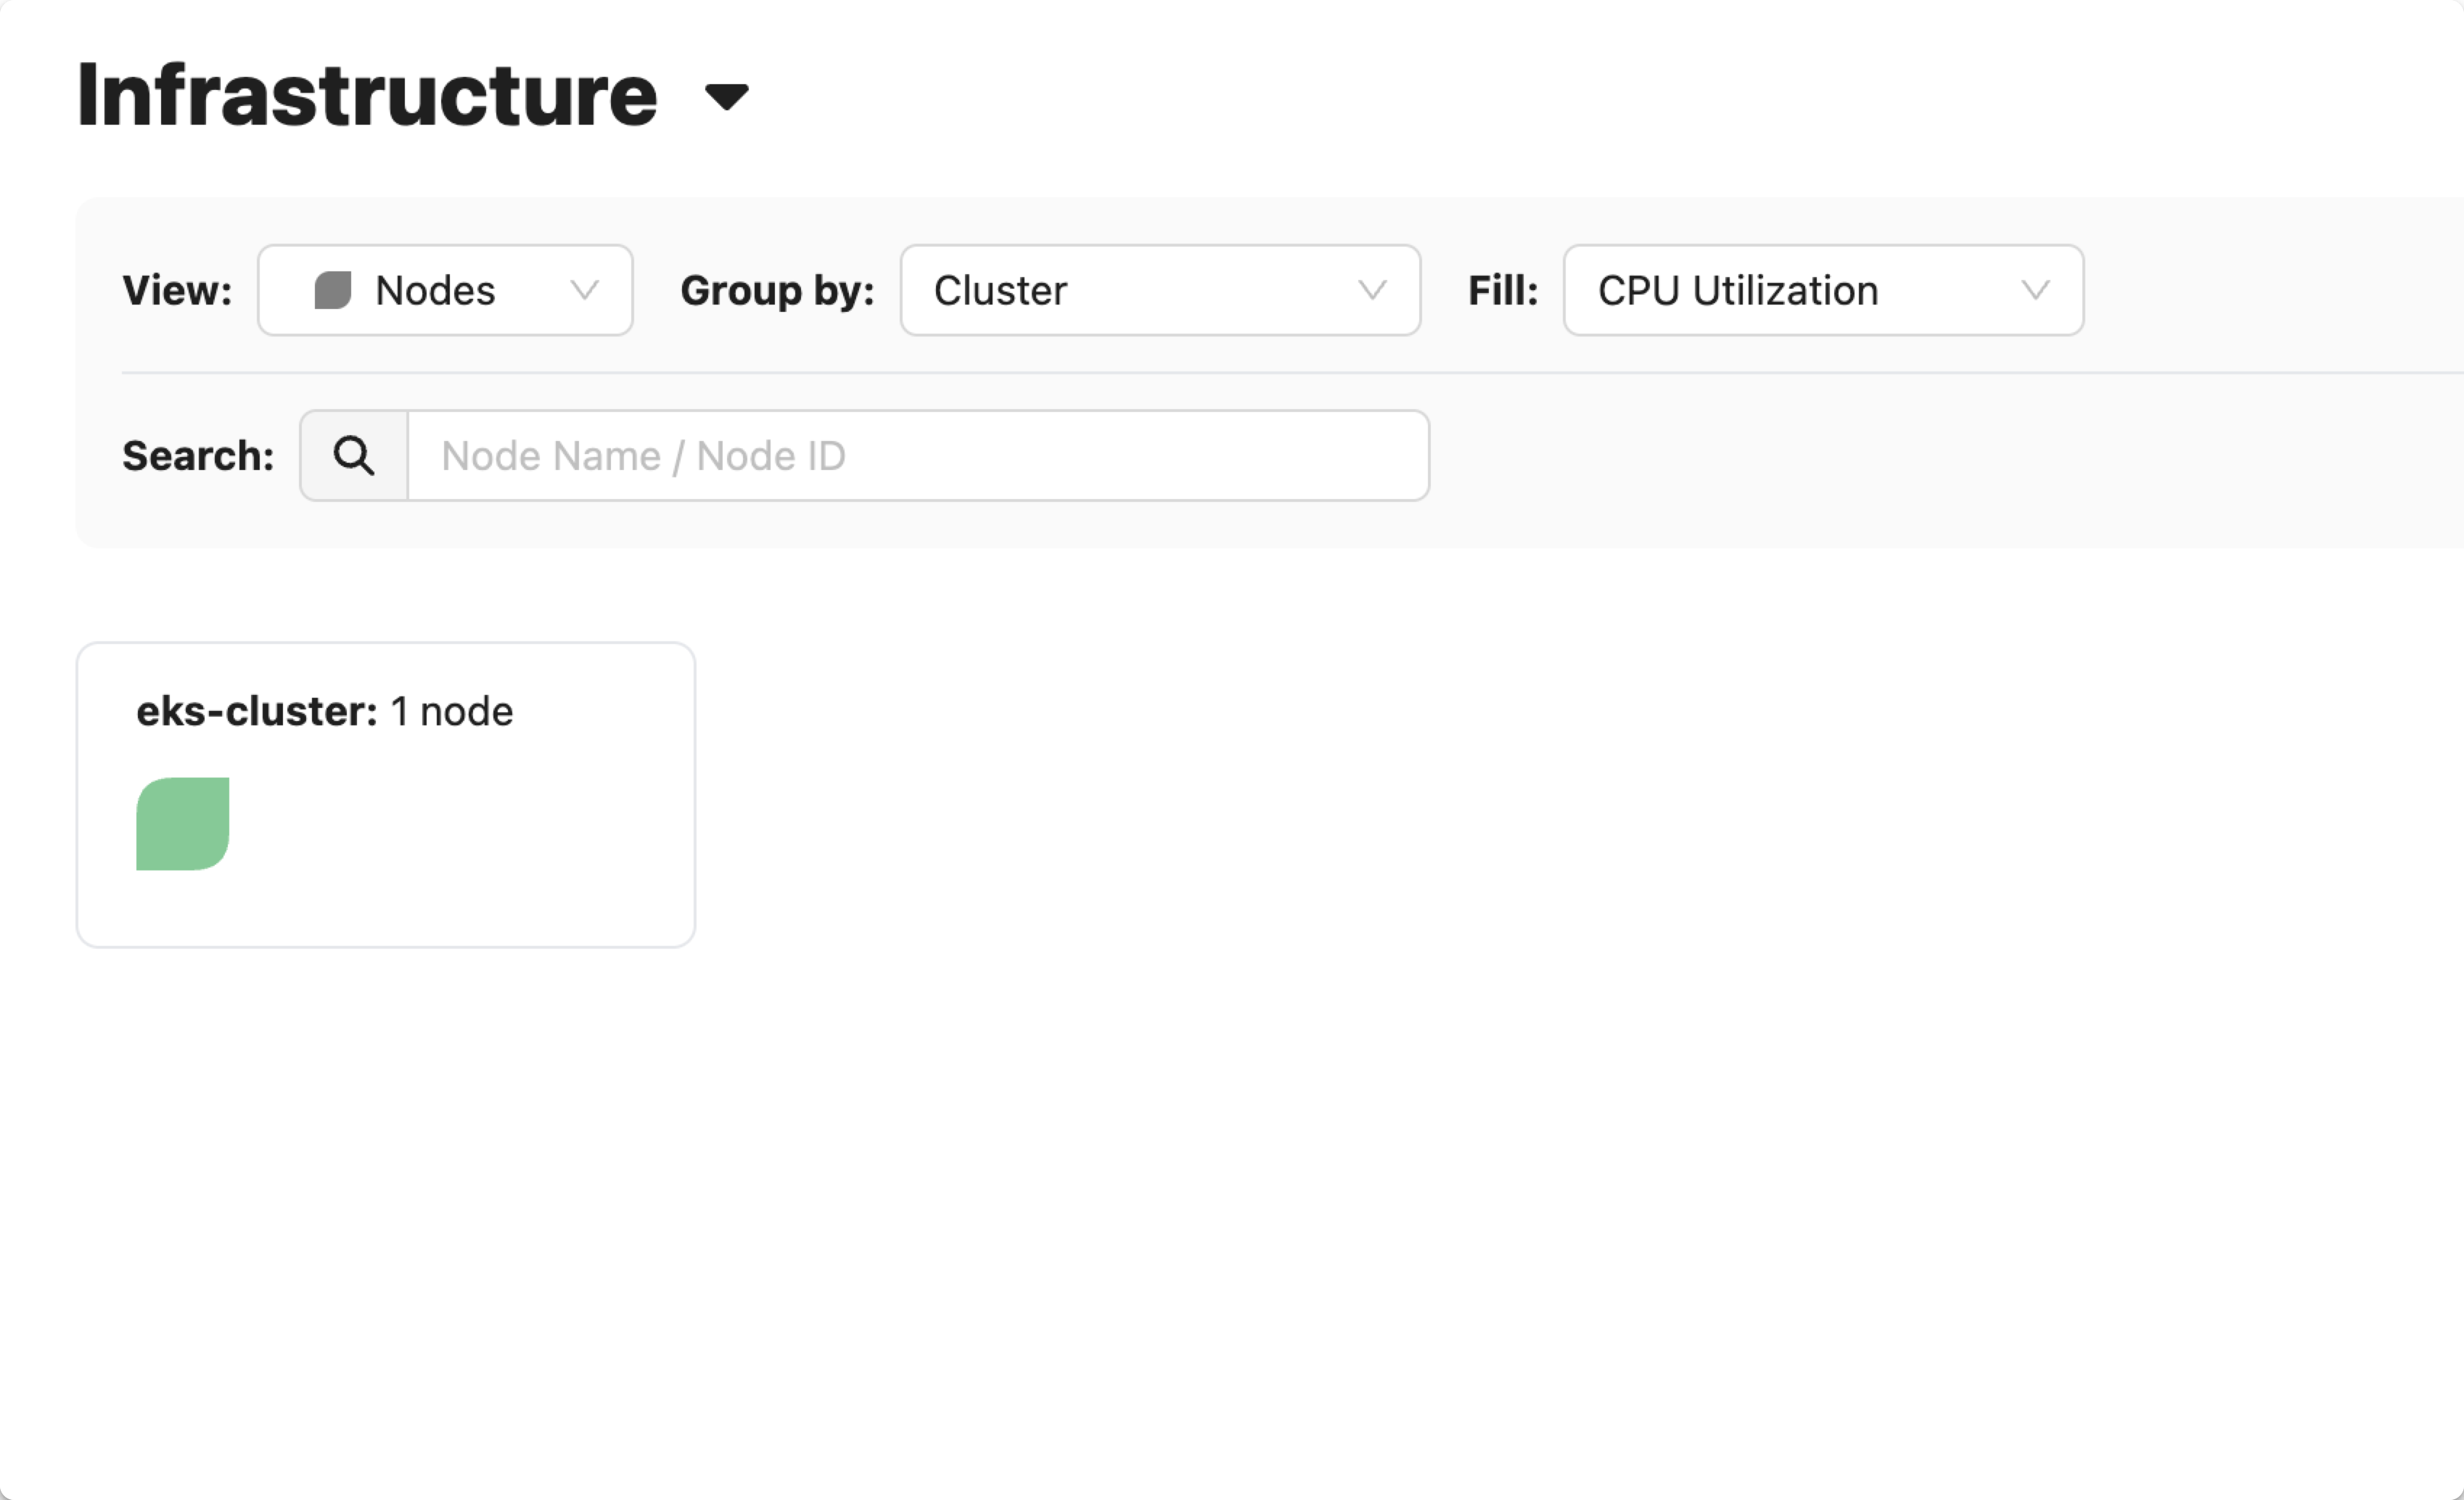 Infrastructure
View: Nodes Group by: Cluster Fill: CPU Utilization
Search: Node Name / Node ID
eks-cluster: 1 node